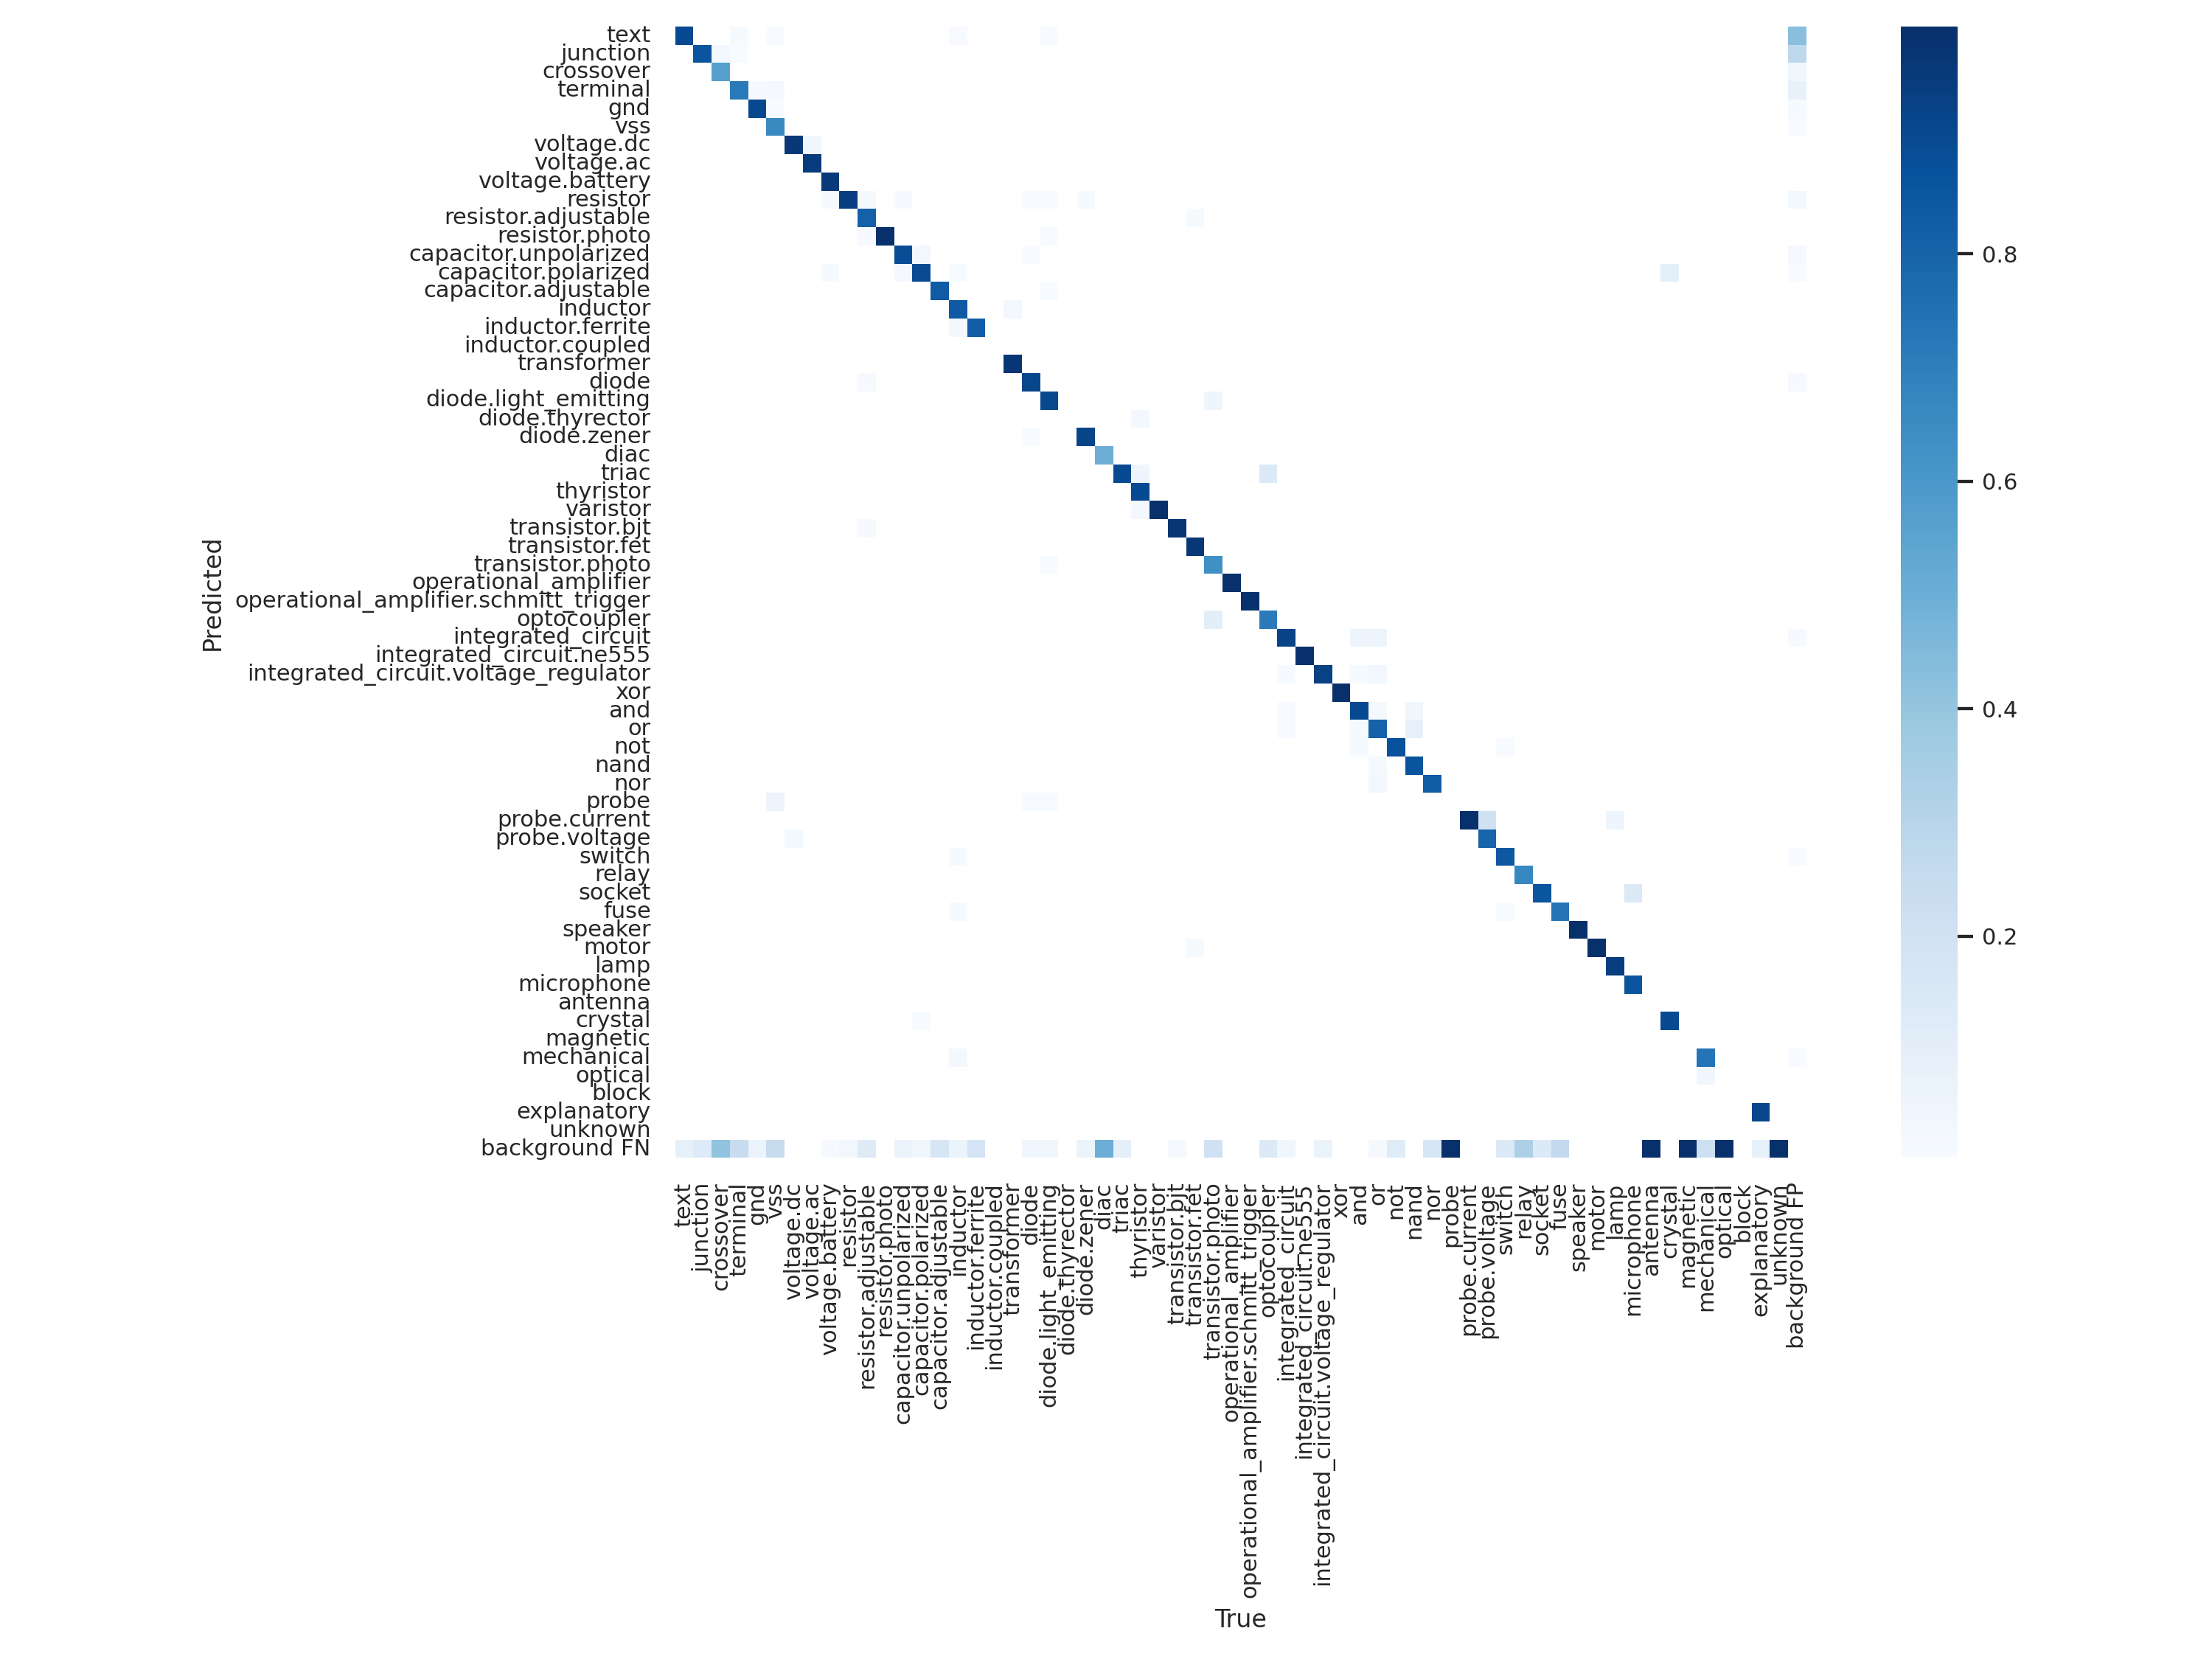 text
junction
crossover
terminal
gnd
vss
voltage.dc
voltage.ac
voltage.battery
resistor
resistor.adjustable
resistor.photo
capacitor.unpolarized
capacitor.polarized
capacitor.adjustable
inductor
inductor.ferrite
inductor.coupled
transformer
diode
diode.light_emitting
diode.thyrector
diode.zener
diac
triac
thyristor
varistor
transistor.bjt
transistor.fet
transistor.photo
operational_amplifier
operational_amplifier.schmitt_trigger
optocoupler
integrated_circuit
integrated_circuit.ne555
integrated_circuit.voltage_regulator
xor
and
or
not
nand
nor
probe
probe.current
probe.voltage
switch
relay
socket
fuse
speaker
motor
lamp
microphone
antenna
crystal
magnetic
mechanical
optical
block
explanatory
unknown
background FN
Predicted
text
junction
crossover
terminal
gnd
vss
voltage.dc
voltage.ac
voltage.battery
resistor
resistor.adjustable
resistor.photo
capacitor.unpolarized
capacitor.polarized
capacitor.adjustable
inductor
inductor.ferrite
inductor.coupled
transformer
diode
diode.light_emitting
diode.thyrector
diode.zener
diac
triac
thyristor
varistor
transistor.bjt
transistor.fet
transistor.photo
operational_amplifier
operational_amplifier.schmitt_trigger
optocoupler
integrated_circuit
integrated_circuit.ne555
integrated_circuit.voltage_regulator
xor
and
or
not
nand
nor
probe
probe.current
probe.voltage
switch
relay
socket
fuse
speaker
motor
lamp
microphone
antenna
crystal
magnetic
mechanical
optical
block
explanatory
unknown
background FP
True
0.8
0.6
0.4
0.2